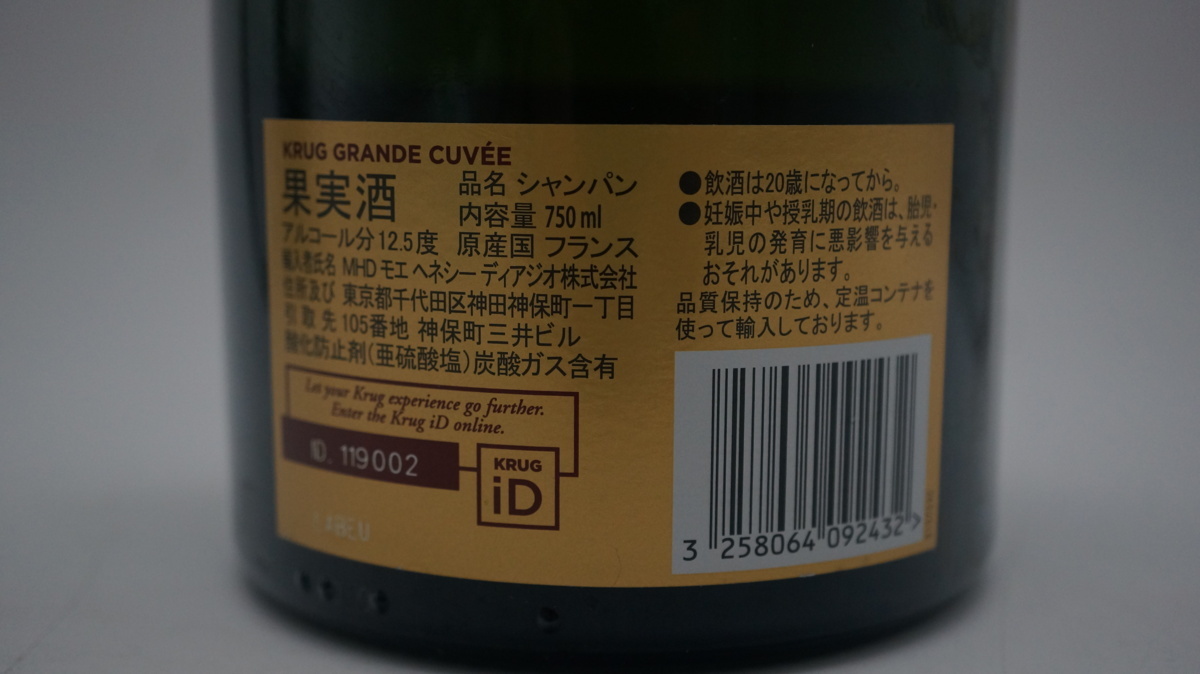 KRUG GRANDE CUVÉE
果実酒 品名 シャンパン
内容量 750ml
アルコール分12.5度 原産国 フランス
輸入者氏名 MHD モエ ヘネシー ディアジオ株式会社
住所及び 東京都千代田区神田神保町一丁目
引取先 105番地 神保町三井ビル
酸化防止剤(亜硫酸塩)炭酸ガス含有
Let your Krug experience go further.
Enter the Krug iD online.
ID. 119002
KRUG
iD
●飲酒は20歳になってから。
●妊娠中や授乳期の飲酒は、胎児・
乳児の発育に悪影響を与える
おそれがあります。
品質保持のため、定温コンテナを
使って輸入しております。
3 258064 092432 >